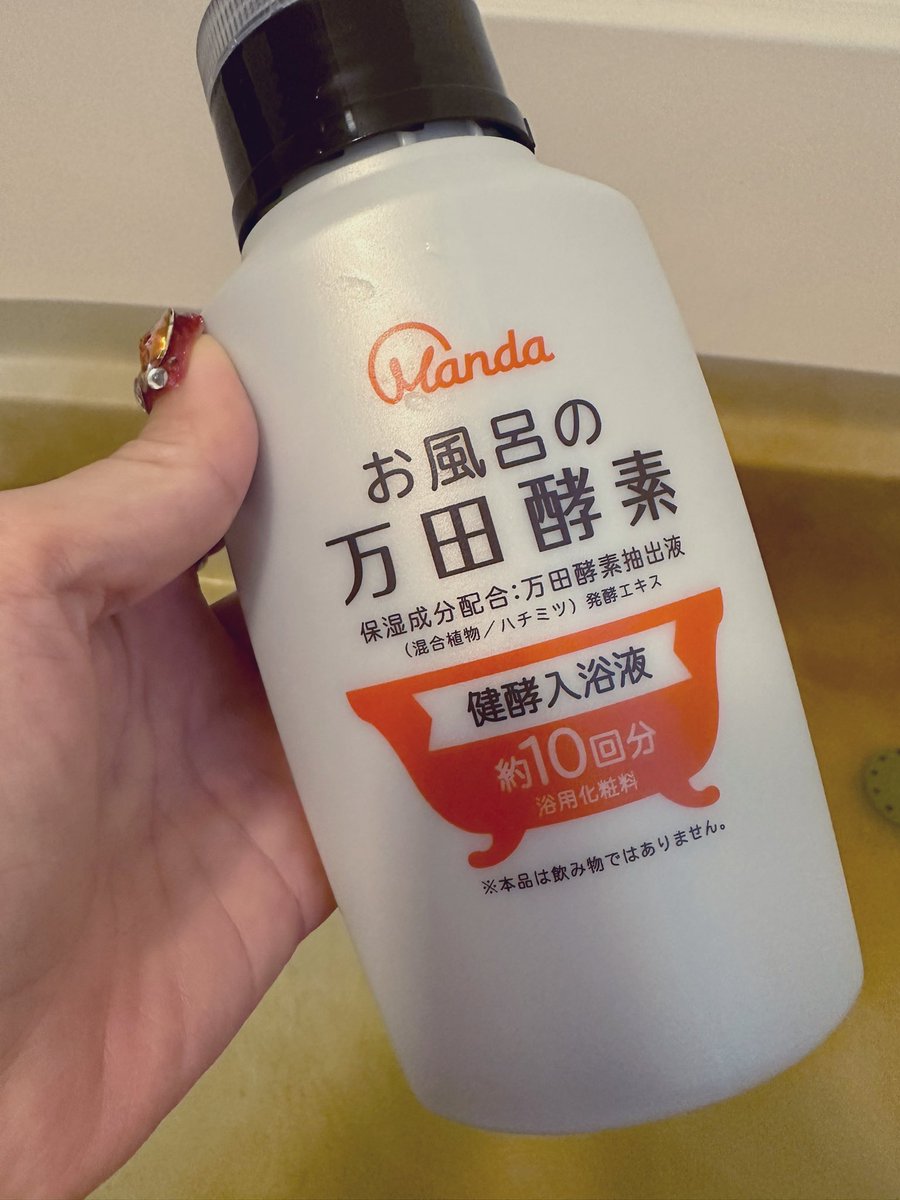 Manda
お風呂の
万田酵素
保湿成分配合：万田酵素抽出液
（混合植物／ハチミツ）発酵エキス
健酵入浴液
約10回分
浴用化粧料
※本品は飲み物ではありません。